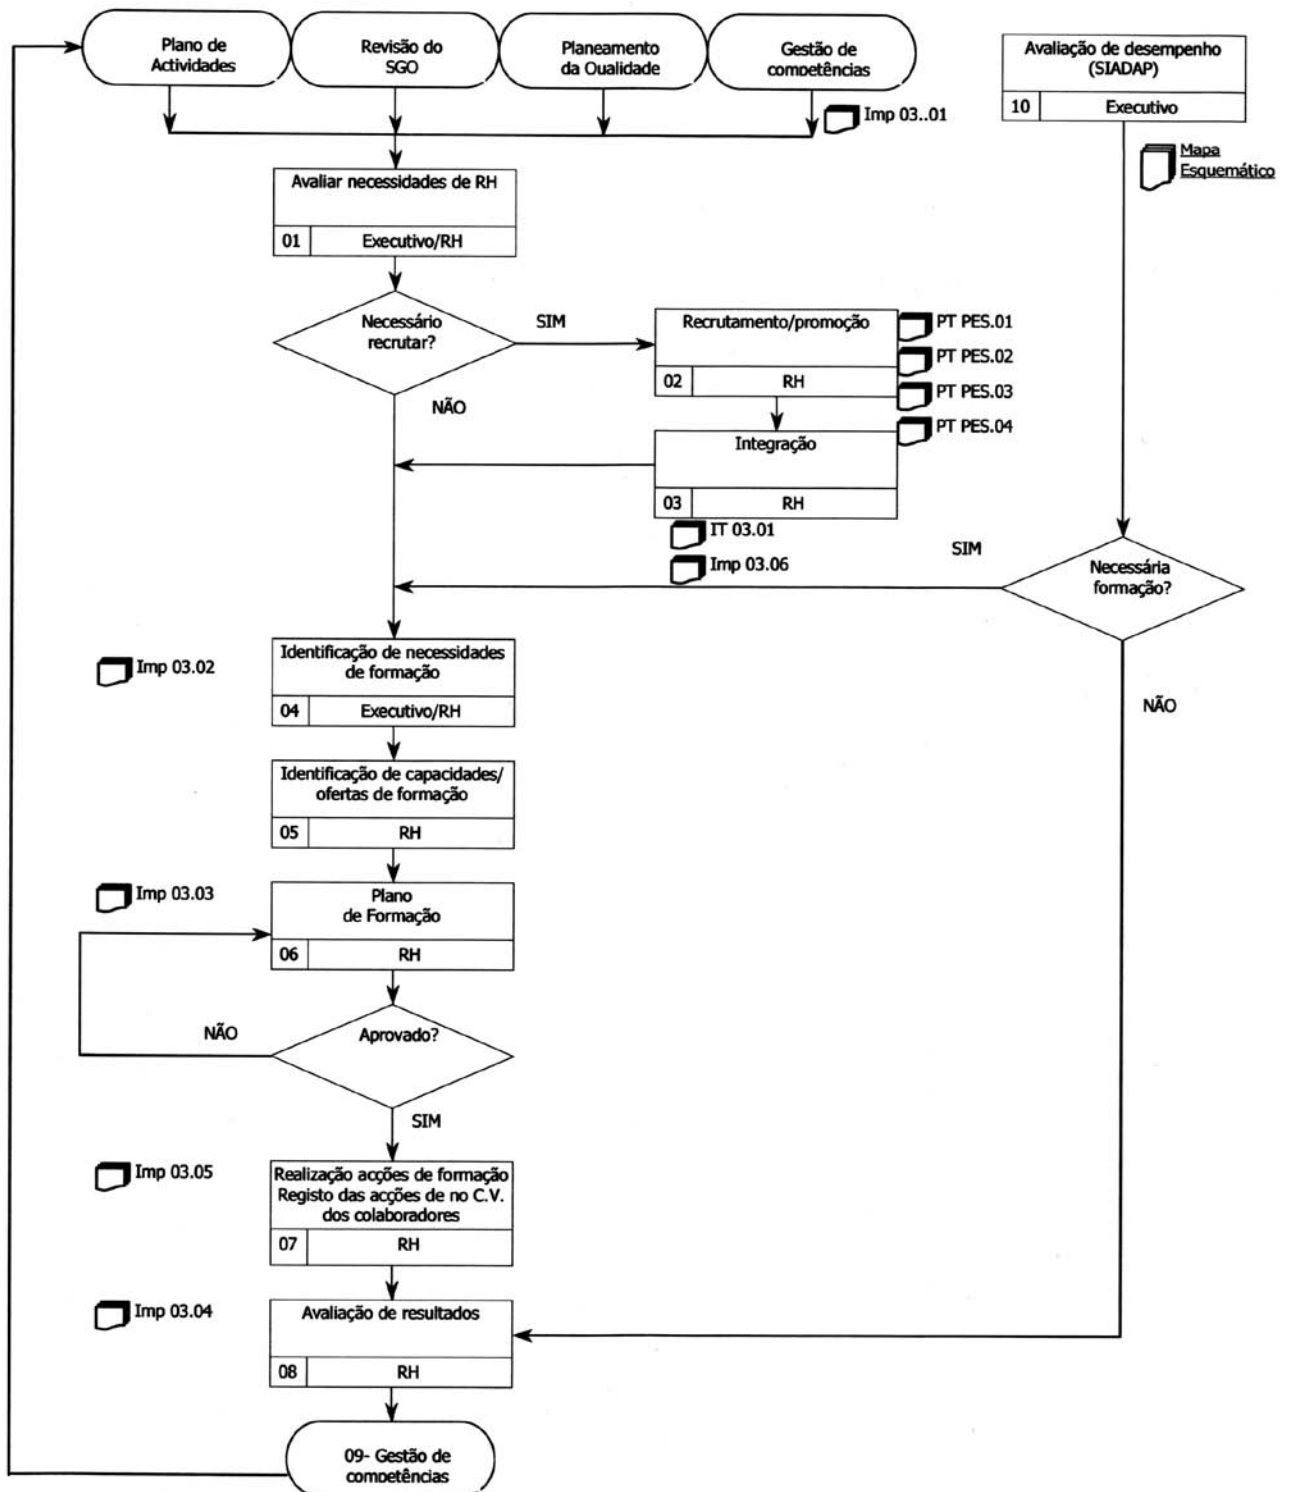 Plano de
Actividades
Revisão do
SGO
Planeamento
da Oualidade
Gestão de
competências
Avaliação de desempenho
(SIADAP)
10 Executivo
Imp 03..01
Mapa
Esquemático
Avaliar necessidades de RH
01 Executivo/RH
Necessário
recrutar?
SIM
Recrutamento/promoção
02 RH
PT PES.01
PT PES.02
PT PES.03
PT PES.04
NÃO
Integração
03 RH
IT 03.01
Imp 03.06
SIM
Necessária
formação?
NÃO
Imp 03.02
Identificação de necessidades
de formação
04 Executivo/RH
Identificação de capacidades/
ofertas de formação
05 RH
Imp 03.03
Plano
de Formação
06 RH
NÃO
Aprovado?
SIM
Imp 03.05
Realização acções de formação
Registo das acções de no C.V.
dos colaboradores
07 RH
Imp 03.04
Avaliação de resultados
08 RH
09- Gestão de
competências